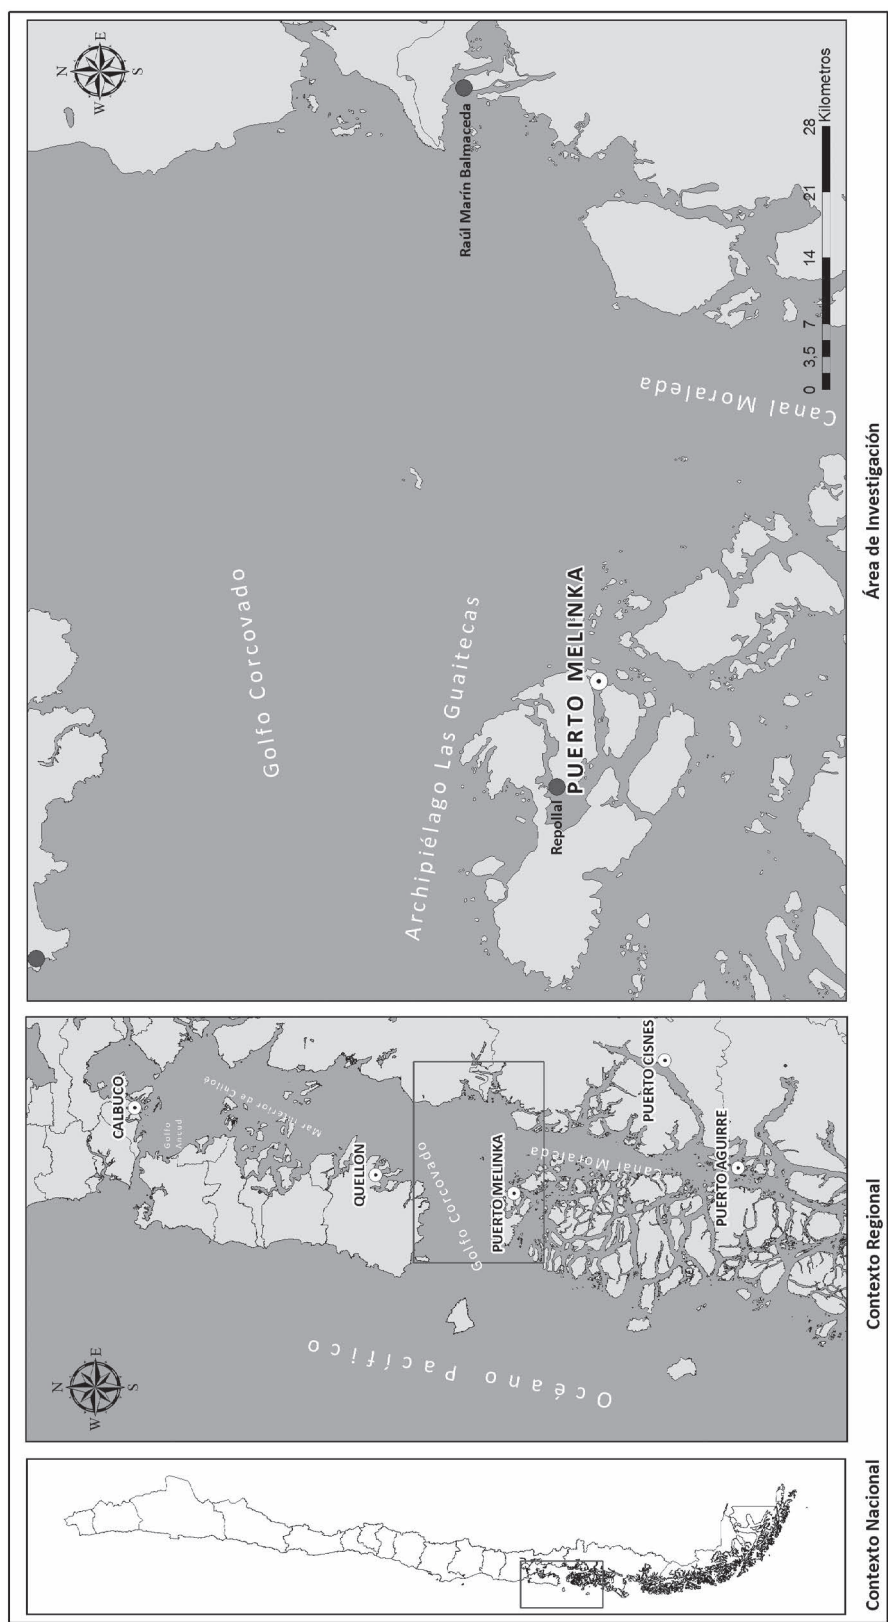 Contexto Nacional
N
W E
S
CALBUCO
Golfo
Ancud
Mar Interior de Chiloé
QUELLON
Golfo Corcovado
PUERTO MELINKA
Canal Moraleda
PUERTO CISNES
PUERTO AGUIRRE
Océano Pacífico
Contexto Regional
N
W E
S
Golfo Corcovado
Raúl Marín Balmaceda
Archipiélago Las Guaitecas
Repollal
PUERTO MELINKA
Canal Moraleda
0 3,5 7 14 21 28
Kilometros
Área de Investigación